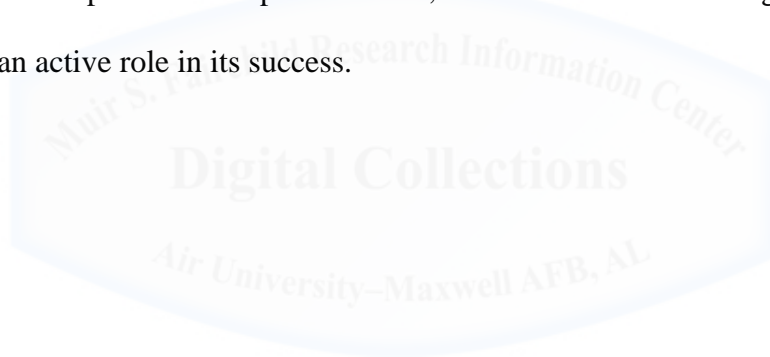 an active role in its success.
Muir S. Fairchild Research Information Center
Digital Collections
Air University–Maxwell AFB, AL